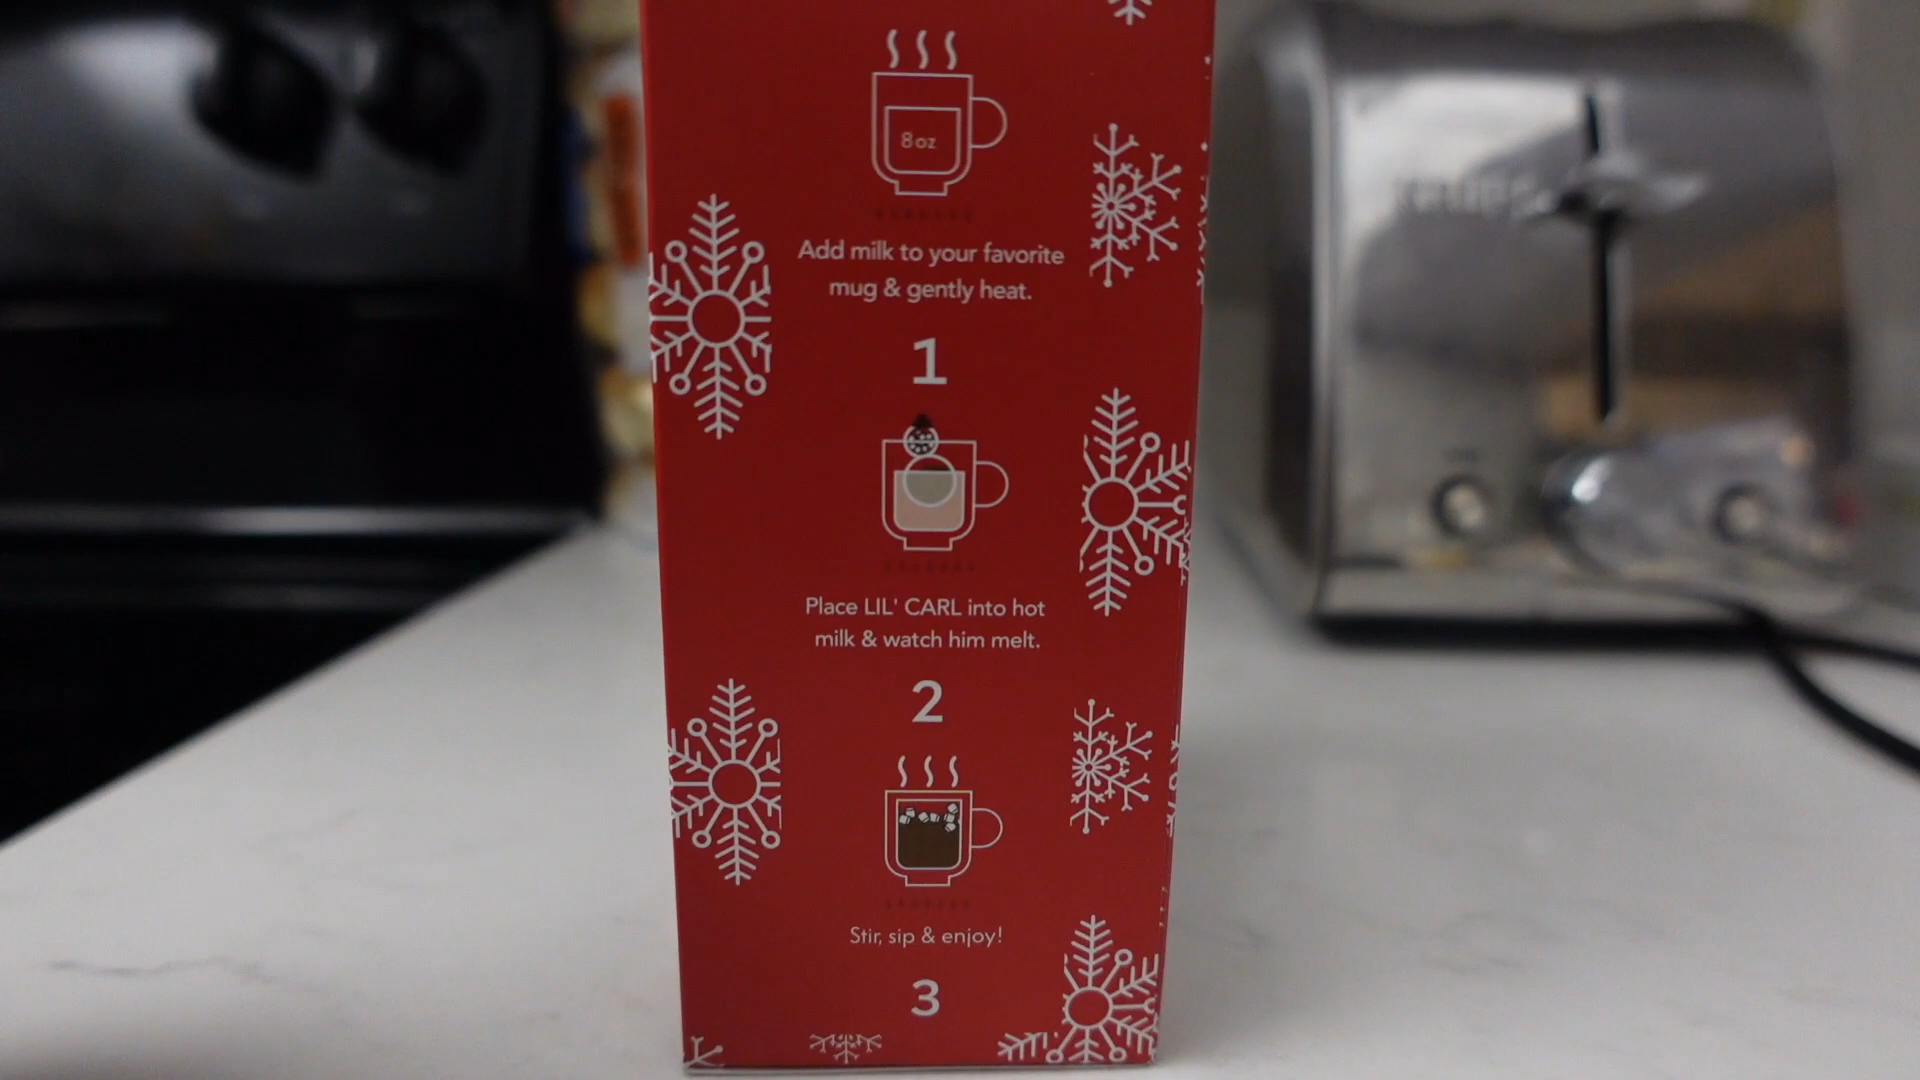 8oz
Add milk to your favorite
mug & gently heat.
1
Place LIL' CARL into hot
milk & watch him melt.
2
Stir, sip & enjoy!
3